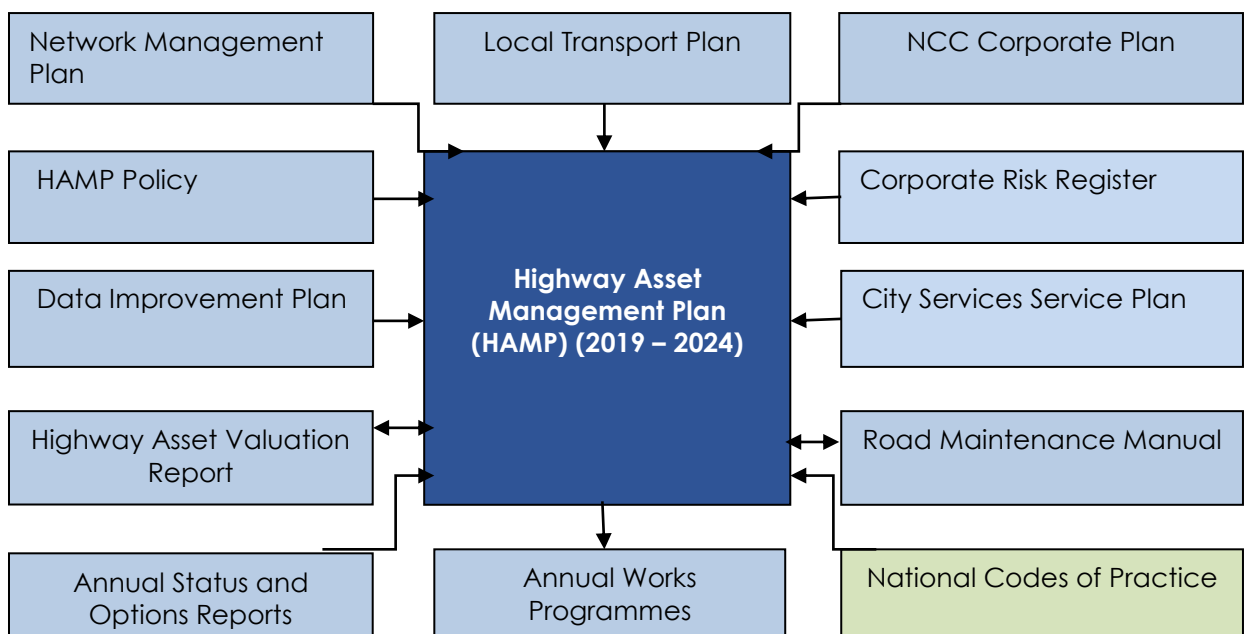 Network Management
Plan
Local Transport Plan
NCC Corporate Plan
HAMP Policy
Corporate Risk Register
Highway Asset
Management Plan
(HAMP) (2019 – 2024)
Data Improvement Plan
City Services Service Plan
Highway Asset Valuation
Report
Road Maintenance Manual
Annual Status and
Options Reports
Annual Works
Programmes
National Codes of Practice